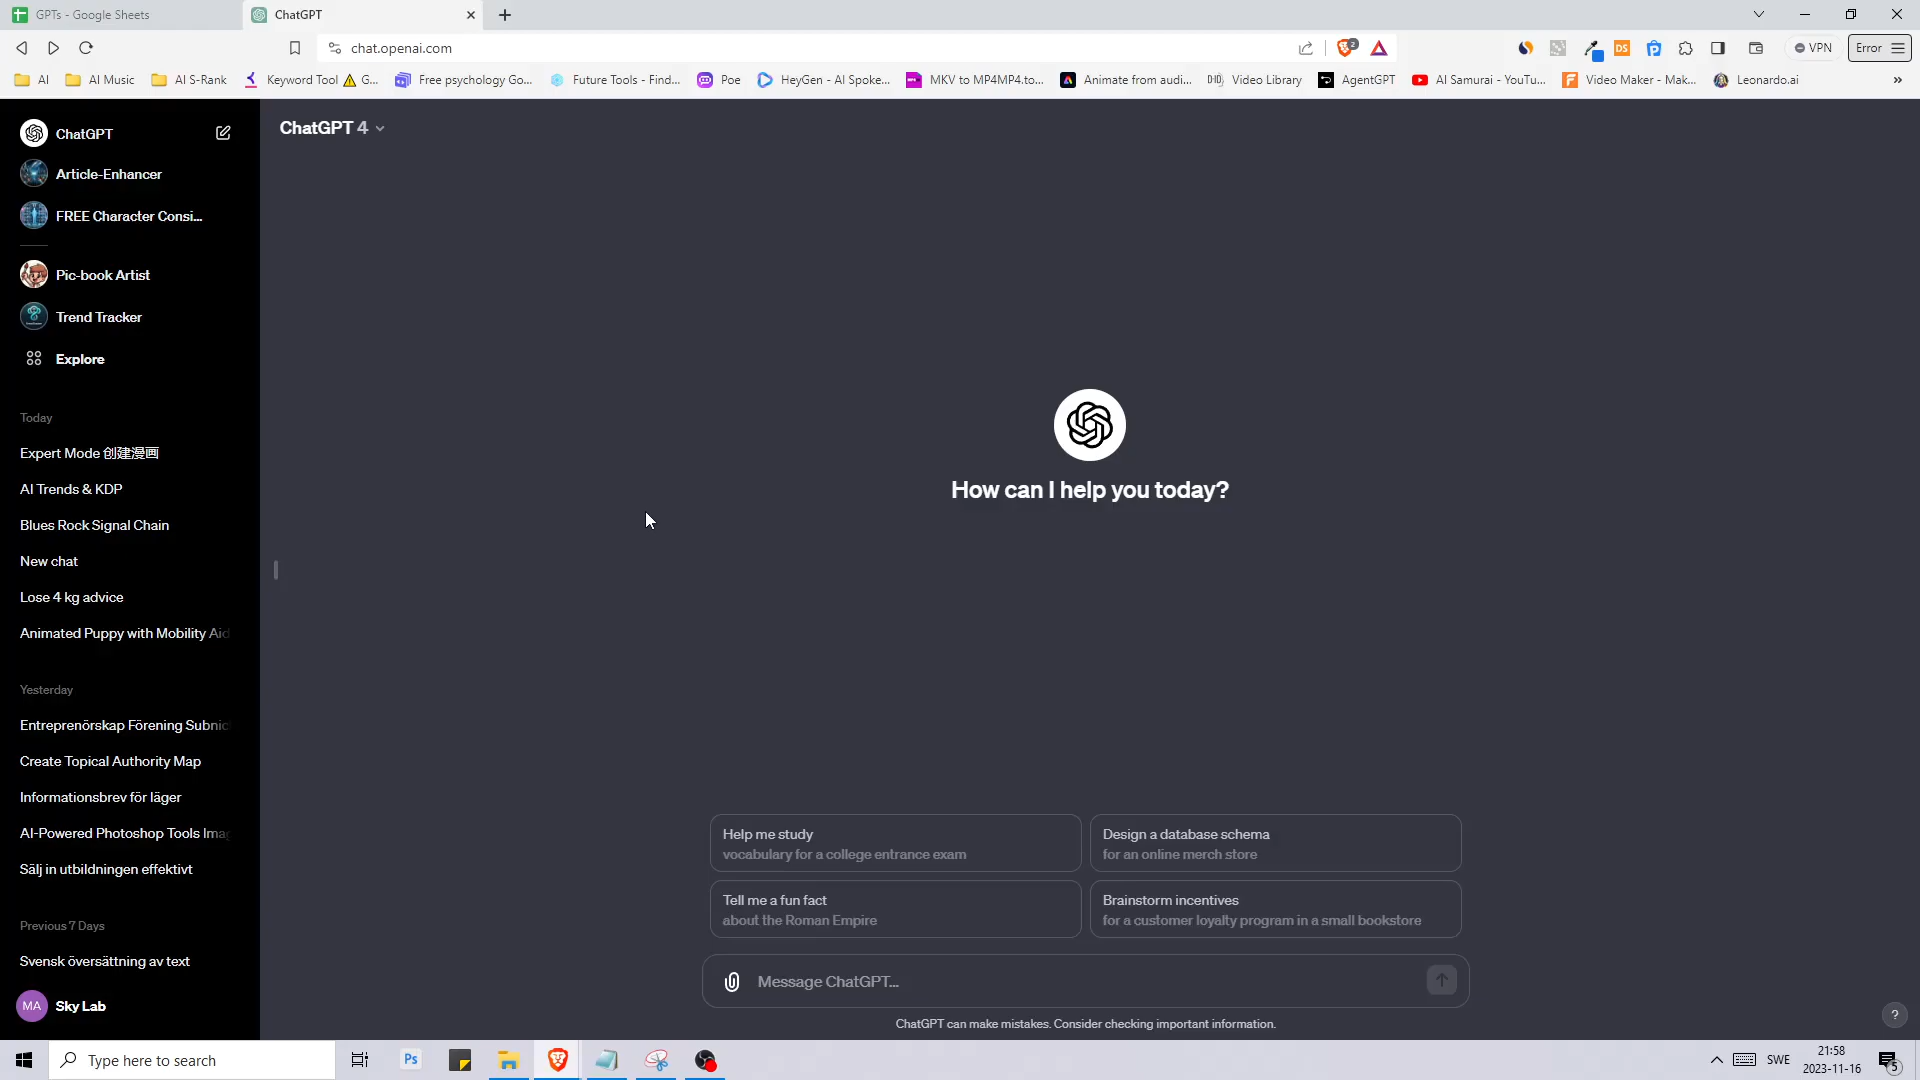 GPTs - Google Sheets
ChatGPT
chat.openai.com
2
DS
VPN
Error
AI
AI Music
AI S-Rank
Keyword Tool ⚠ G...
Free psychology Go...
Future Tools - Find...
Poe
HeyGen - AI Spoke...
MKV to MP4MP4.to...
Animate from audi...
Video Library
AgentGPT
AI Samurai - YouTu...
Video Maker - Mak...
Leonardo.ai
»
ChatGPT
Article-Enhancer
FREE Character Consi...
Pic-book Artist
Trend Tracker
Explore
Today
Expert Mode 创建漫画
AI Trends & KDP
Blues Rock Signal Chain
New chat
Lose 4 kg advice
Animated Puppy with Mobility Aid
Yesterday
Entreprenörskap Förening Subnic
Create Topical Authority Map
Informationsbrev för läger
AI-Powered Photoshop Tools Imag
Sälj in utbildningen effektivt
Previous 7 Days
Svensk översättning av text
MA
Sky Lab
ChatGPT 4
How can I help you today?
Help me study
vocabulary for a college entrance exam
Design a database schema
for an online merch store
Tell me a fun fact
about the Roman Empire
Brainstorm incentives
for a customer loyalty program in a small bookstore
Message ChatGPT...
ChatGPT can make mistakes. Consider checking important information.
?
Type here to search
Ps
SWE
21:58
2023-11-16
5